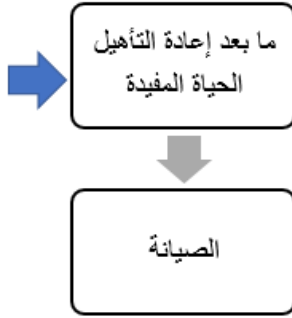 ما بعد إعادة التأهيل
الحياة المفيدة
الصيانة